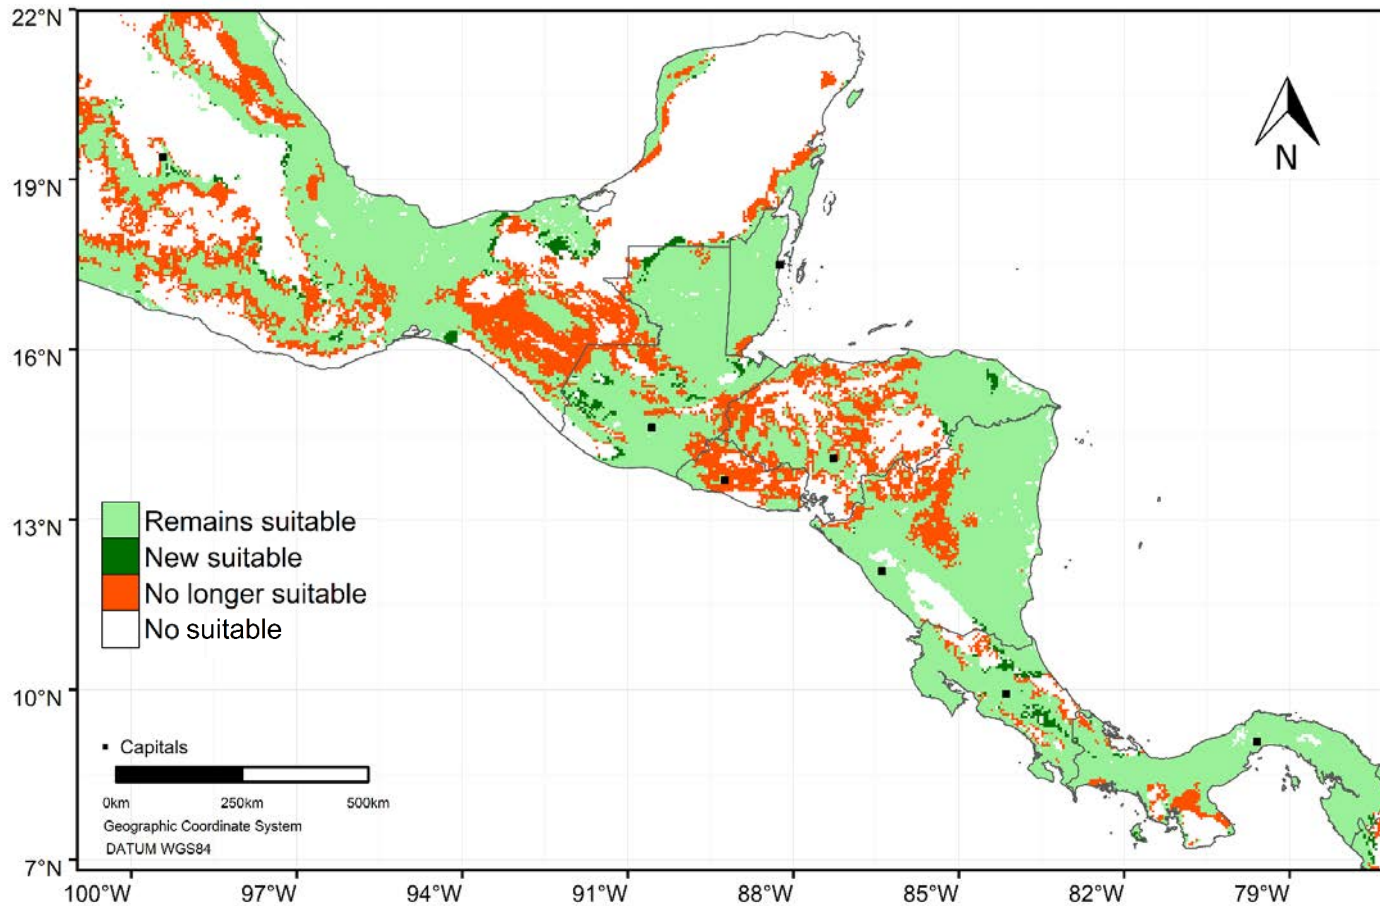 22°N
19°N
16°N
13°N
10°N
7°N
N
Remains suitable
New suitable
No longer suitable
No suitable
Capitals
0km 250km 500km
Geographic Coordinate System
DATUM WGS84
100°W 97°W 94°W 91°W 88°W 85°W 82°W 79°W